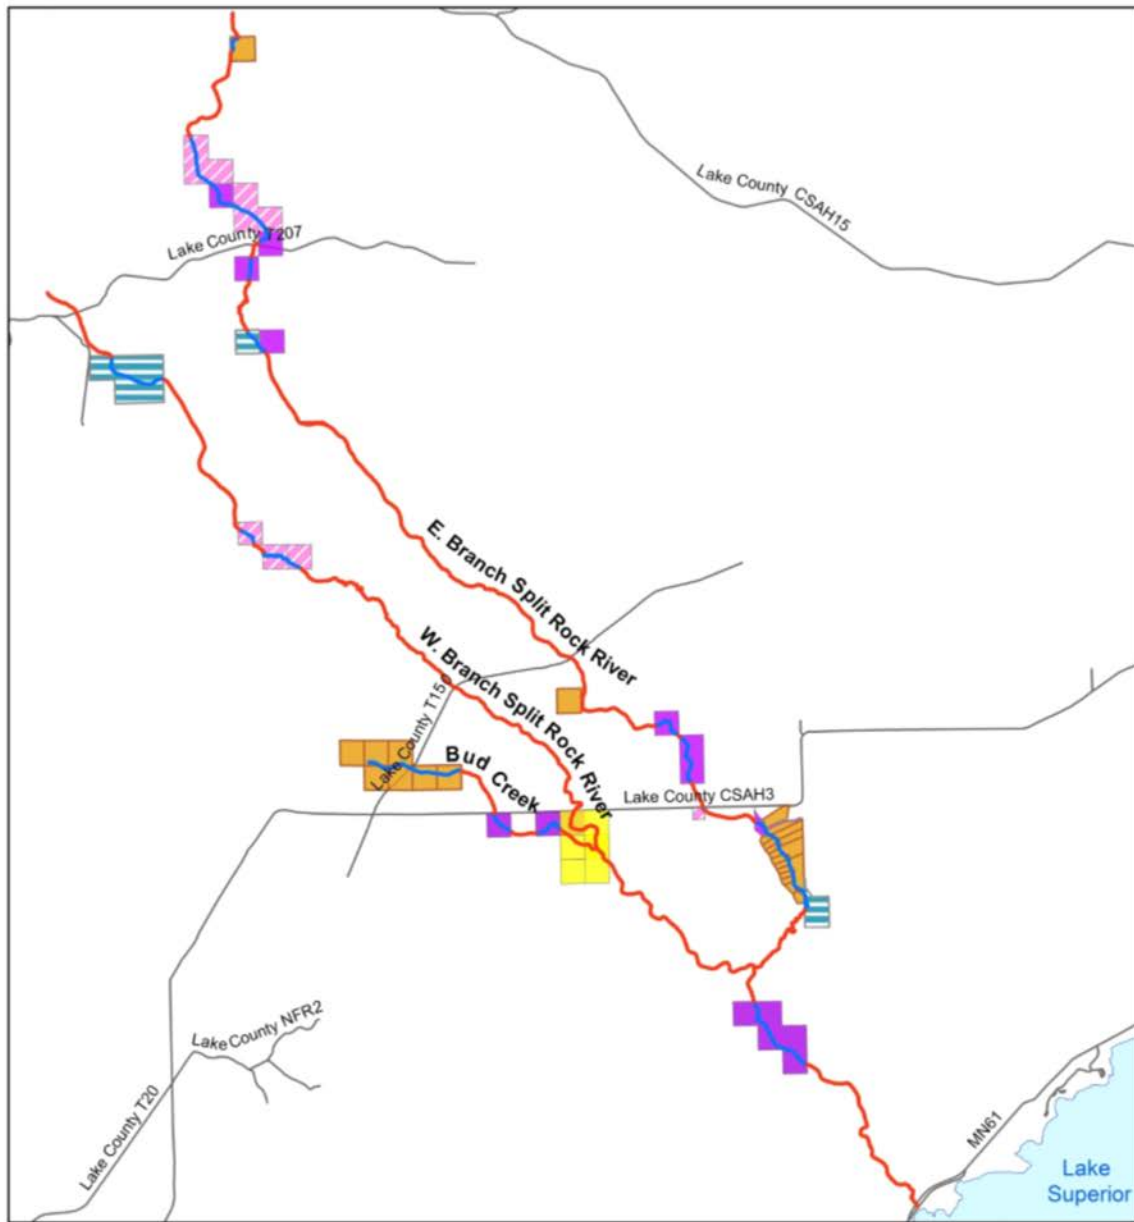 Lake County CSAH15
Lake County T207
E. Branch Split Rock River
W. Branch Split Rock River
Lake County T150
Bud Creek
Lake County CSAH3
Lake County NFR2
Lake County T20
MN61
Lake
Superior